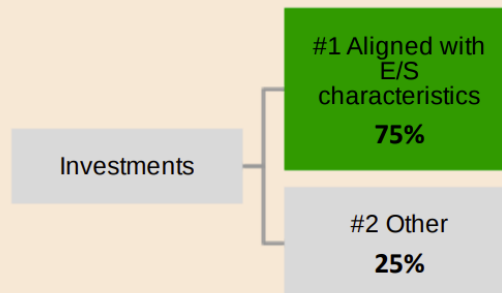 Investments
#1 Aligned with
E/S
characteristics
75%
#2 Other
25%